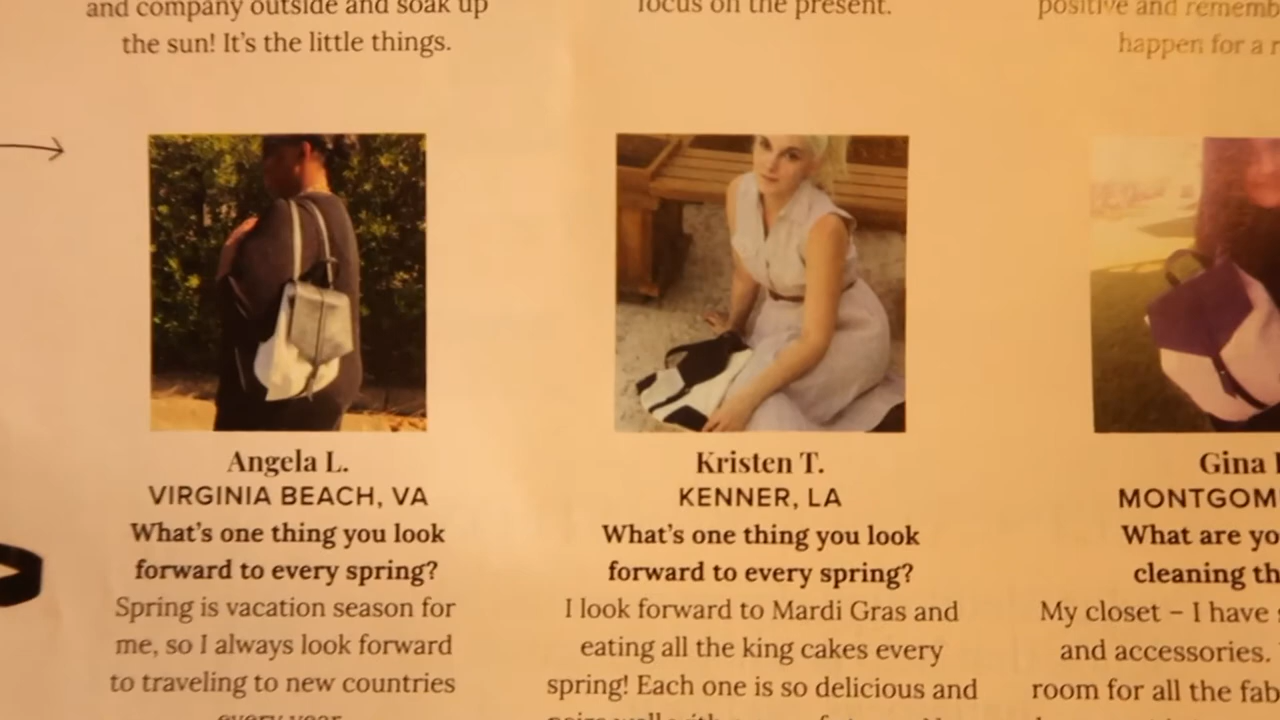 and company outside and soak up
the sun! It's the little things.
focus on the present.
positive and
happen for a
Angela L.
VIRGINIA BEACH, VA
What's one thing you look
forward to every spring?
Spring is vacation season for
me, so I always look forward
to traveling to new countries
every year
Kristen T.
KENNER, LA
What's one thing you look
forward to every spring?
I look forward to Mardi Gras and
eating all the king cakes every
spring! Each one is so delicious and
Gina
MONTGOM
What are yo
cleaning th
My closet – I have
and accessories.
room for all the fab